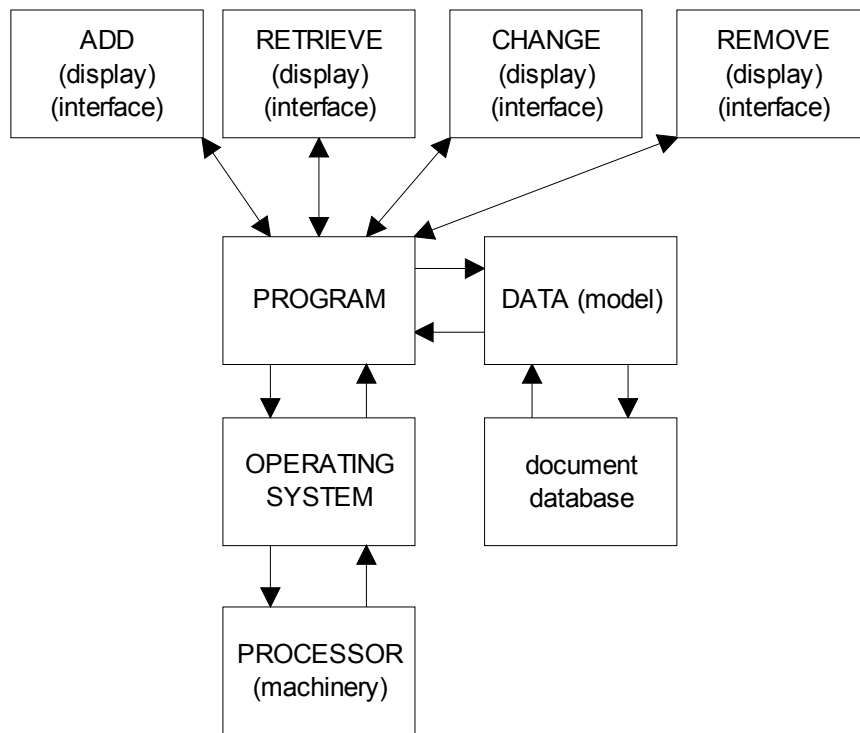 ADD
(display)
(interface)
RETRIEVE
(display)
(interface)
CHANGE
(display)
(interface)
REMOVE
(display)
(interface)
PROGRAM
DATA (model)
OPERATING
SYSTEM
document
database
PROCESSOR
(machinery)